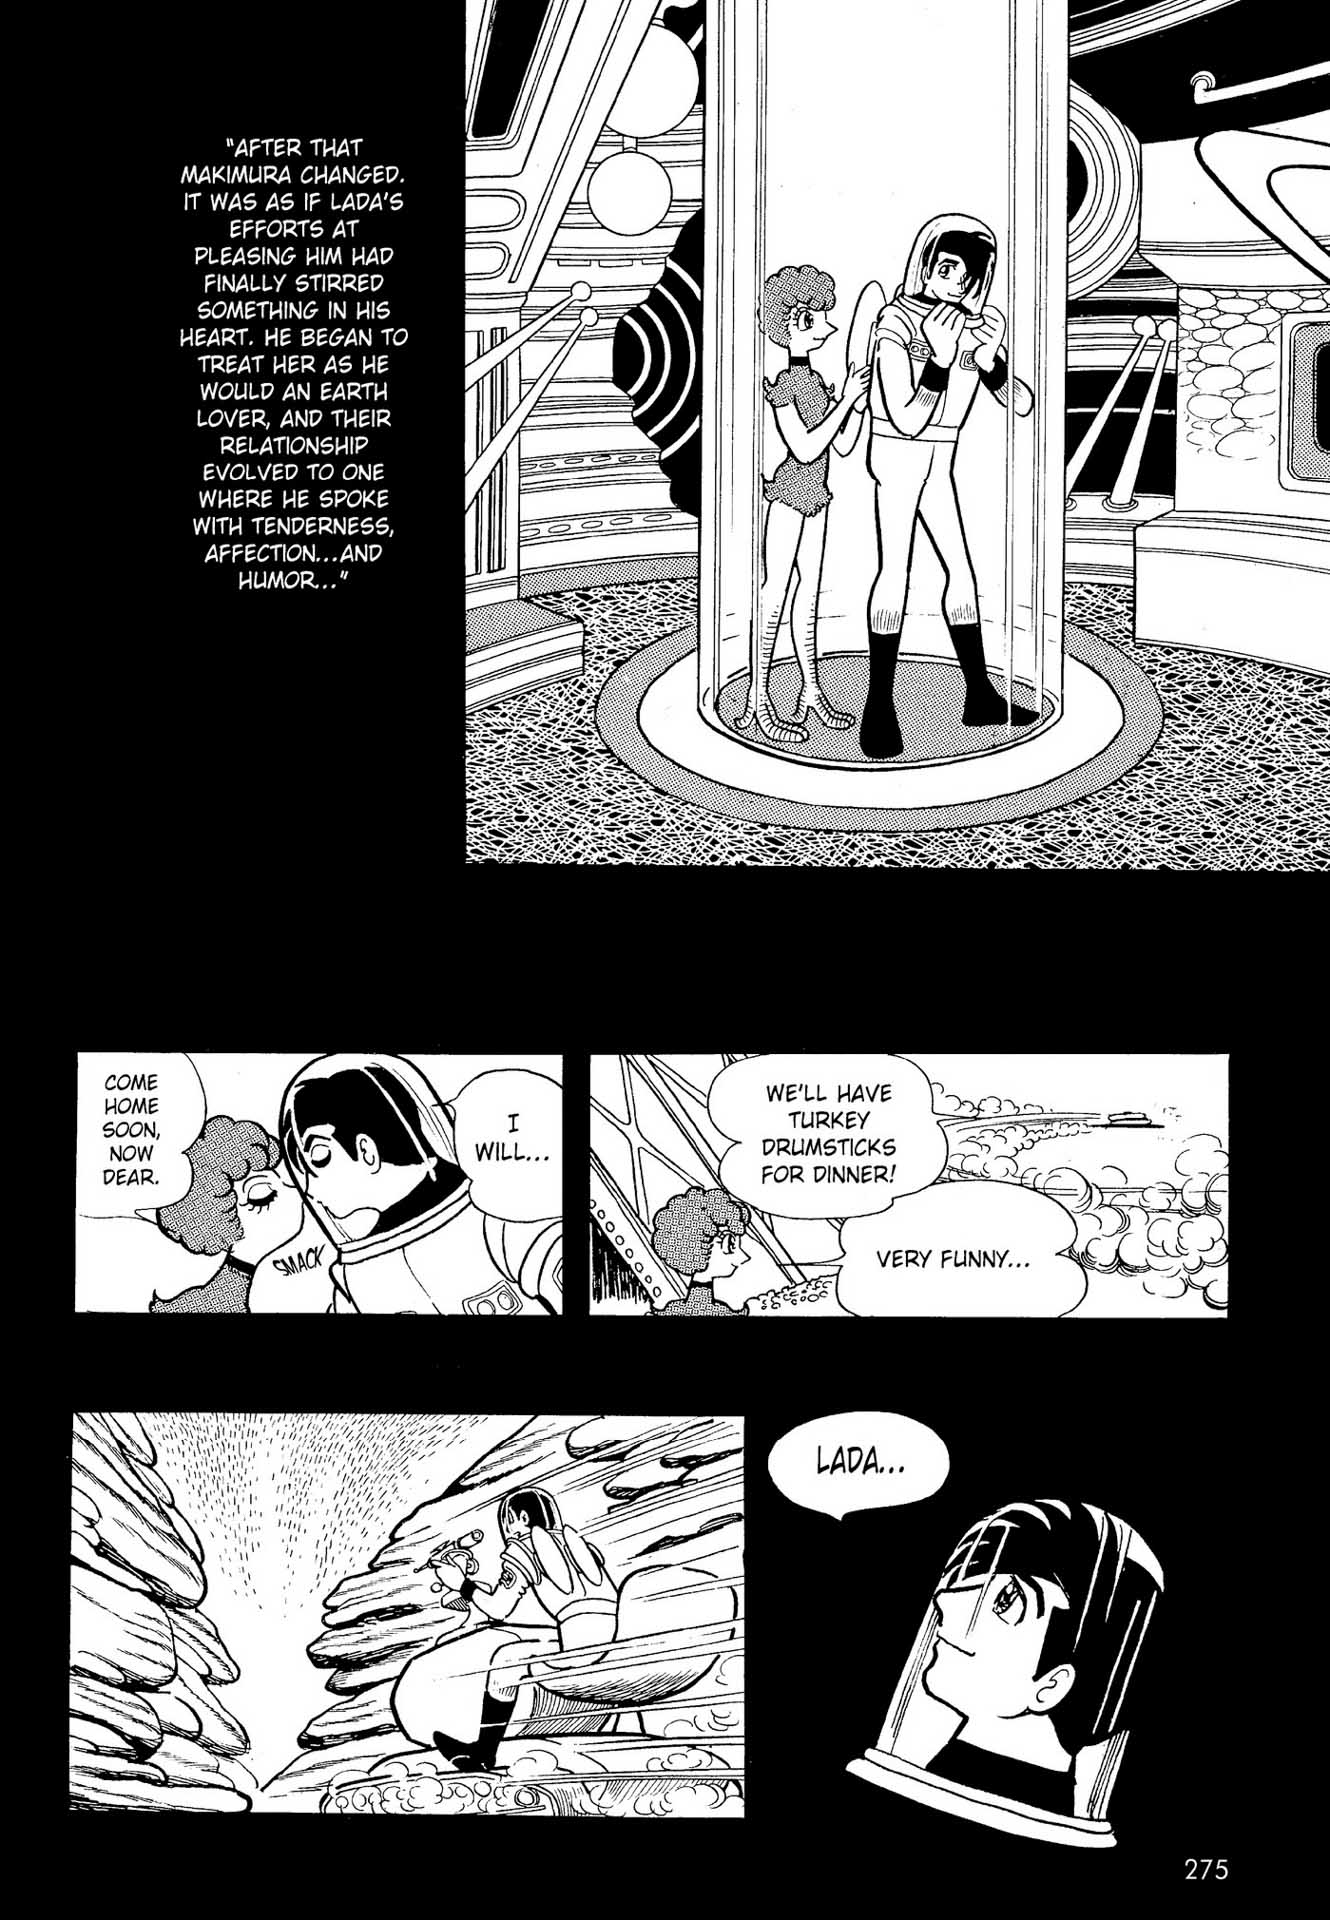 "AFTER THAT
MAKIMURA CHANGED.
IT WAS AS IF LADA'S
EFFORTS AT
PLEASING HIM HAD
FINALLY STIRRED
SOMETHING IN HIS
HEART. HE BEGAN TO
TREAT HER AS HE
WOULD AN EARTH
LOVER, AND THEIR
RELATIONSHIP
EVOLVED TO ONE
WHERE HE SPOKE
WITH TENDERNESS,
AFFECTION...AND
HUMOR..."
COME
HOME
SOON,
NOW
DEAR.
I
WILL...
SMACK
WE'LL HAVE
TURKEY
DRUMSTICKS
FOR DINNER!
VERY FUNNY...
LADA...
275